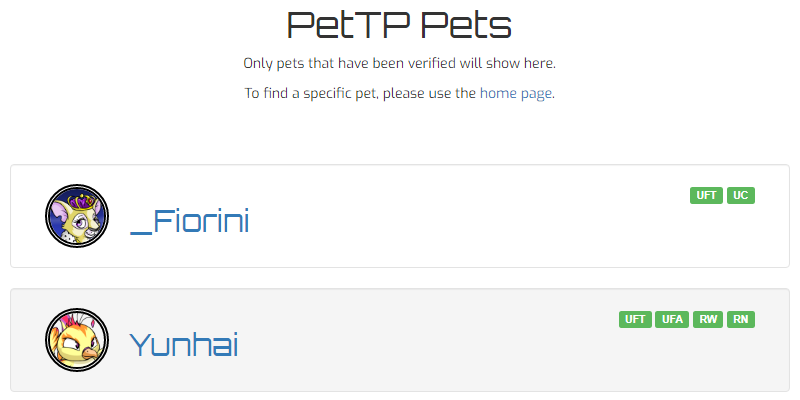 PetTP Pets
Only pets that have been verified will show here.
To find a specific pet, please use the home page.
_Fiorini
UFT UC
Yunhai
UFT UFA RW RN